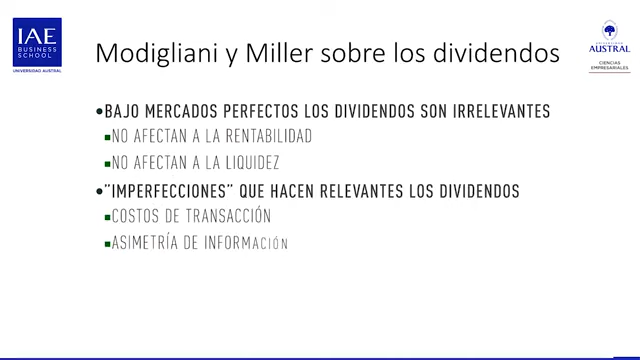 IAE
BUSINESS
SCHOOL
UNIVERSIDAD AUSTRAL
Modigliani y Miller sobre los dividendos
UNIVERSIDAD
AUSTRAL
CIENCIAS
EMPRESARIALES
•BAJO MERCADOS PERFECTOS LOS DIVIDENDOS SON IRRELEVANTES
▪NO AFECTAN A LA RENTABILIDAD
▪NO AFECTAN A LA LIQUIDEZ
•"IMPERFECCIONES" QUE HACEN RELEVANTES LOS DIVIDENDOS
▪COSTOS DE TRANSACCIÓN
▪ASIMETRÍA DE INFORMACIÓN